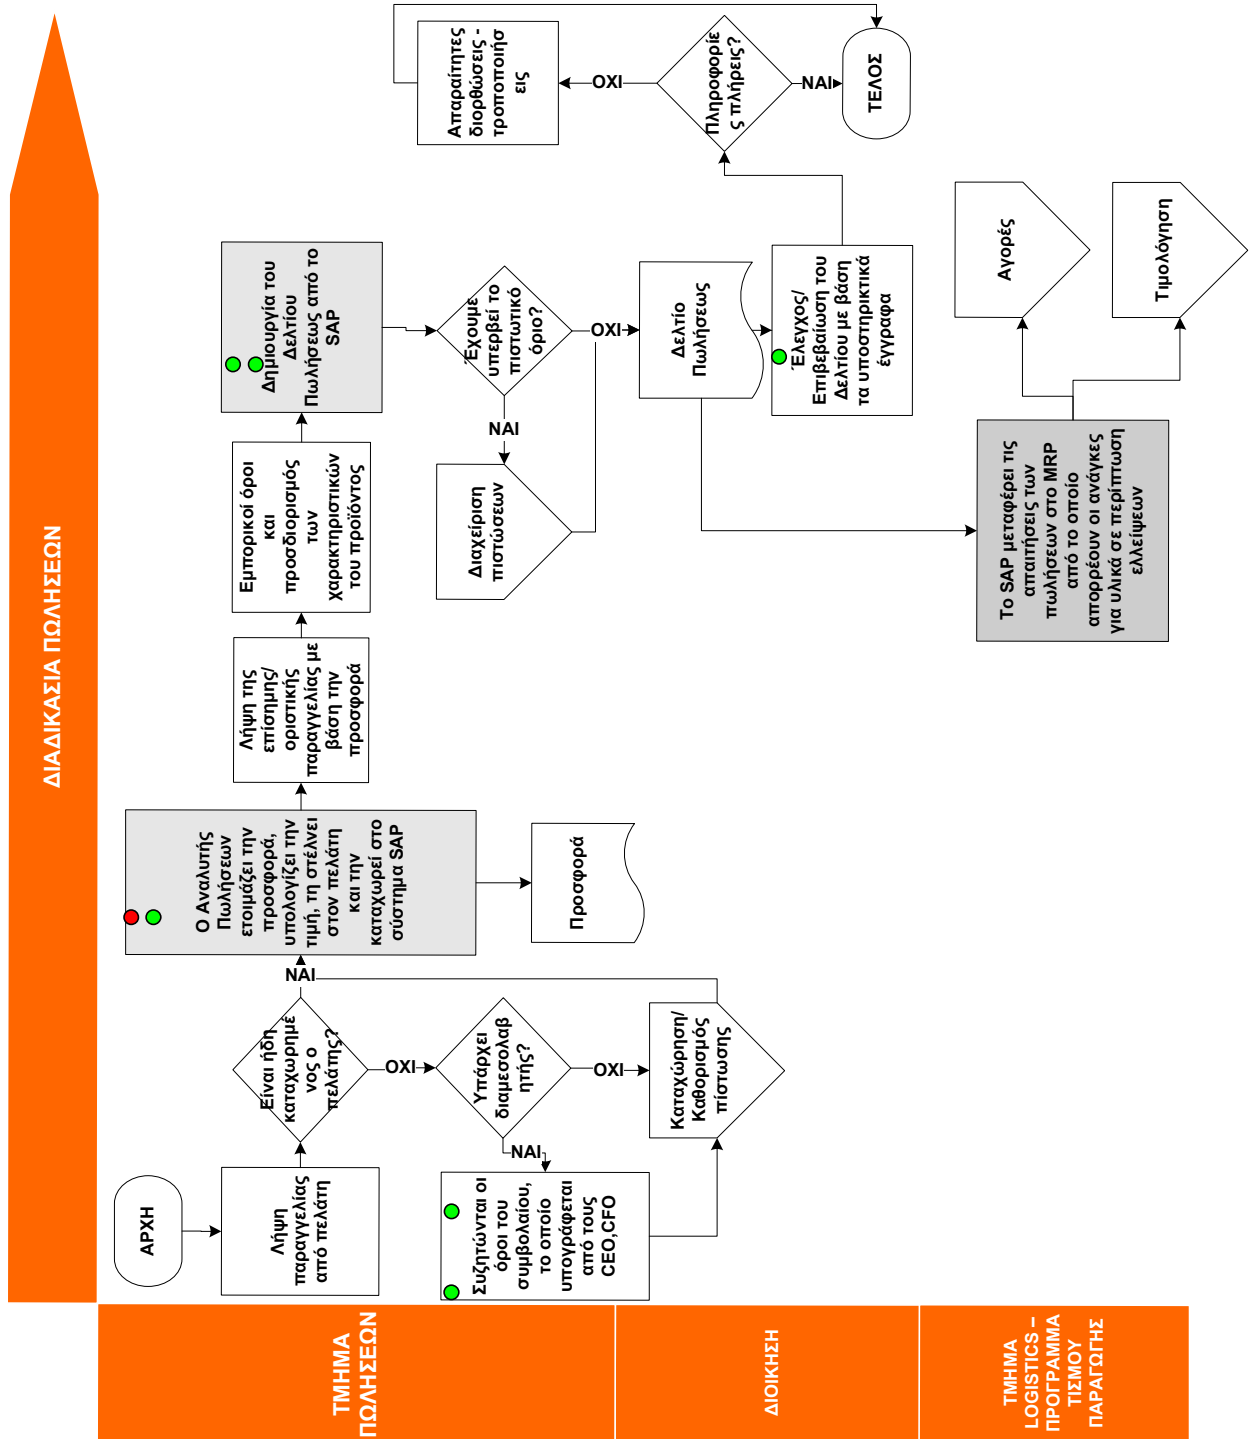 ΔΙΑΔΙΚΑΣΙΑ ΠΩΛΗΣΕΩΝ
ΤΜΗΜΑ
ΠΩΛΗΣΕΩΝ
ΑΡΧΗ
Λήψη
παραγγελίας
από πελάτη
Είναι ήδη
καταχωρημέ
νος ο
πελάτης?
ΝΑΙ
ΟΧΙ
Υπάρχει
διαμεσολαβ
ητής?
ΝΑΙ
ΟΧΙ
Συζητώνται οι
όροι του
συμβολαίου,
το οποίο
υπογράφεται
από τους
CEO,CFO
Ο Αναλυτής
Πωλήσεων
ετοιμάζει την
προσφορά,
υπολογίζει την
τιμή, τη στέλνει
στον πελάτη
και την
καταχωρεί στο
σύστημα SAP
Λήψη της
επίσημης/
οριστικής
παραγγελίας με
βάση την
προσφορά
Εμπορικοί όροι
και
προσδιορισμός
των
χαρακτηριστικών
του προϊόντος
Δημιουργία του
Δελτίου
Πωλήσεως από το
SAP
Έχουμε
υπερβεί το
πιστωτικό
όριο?
ΝΑΙ
ΟΧΙ
Διαχείριση
πιστώσεων
Απαραίτητες
διορθώσεις -
τροποποιήσ
εις
ΔΙΟΙΚΗΣΗ
Καταχώρηση/
Καθορισμός
πίστωσης
Προσφορά
Δελτίο
Πωλήσεως
Έλεγχος/
Επιβεβαίωση του
Δελτίου με βάση
τα υποστηρικτικά
έγγραφα
Πληροφορίε
ς πλήρεις?
ΟΧΙ
ΝΑΙ
ΤΕΛΟΣ
ΤΜΗΜΑ
LOGISTICS –
ΠΡΟΓΡΑΜΜΑ
ΤΙΣΜΟΥ
ΠΑΡΑΓΩΓΗΣ
Το SAP μεταφέρει τις
απαιτήσεις των
πωλήσεων στο MRP
από το οποίο
απορρέουν οι ανάγκες
για υλικά σε περίπτωση
ελλείψεων
Αγορές
Τιμολόγηση